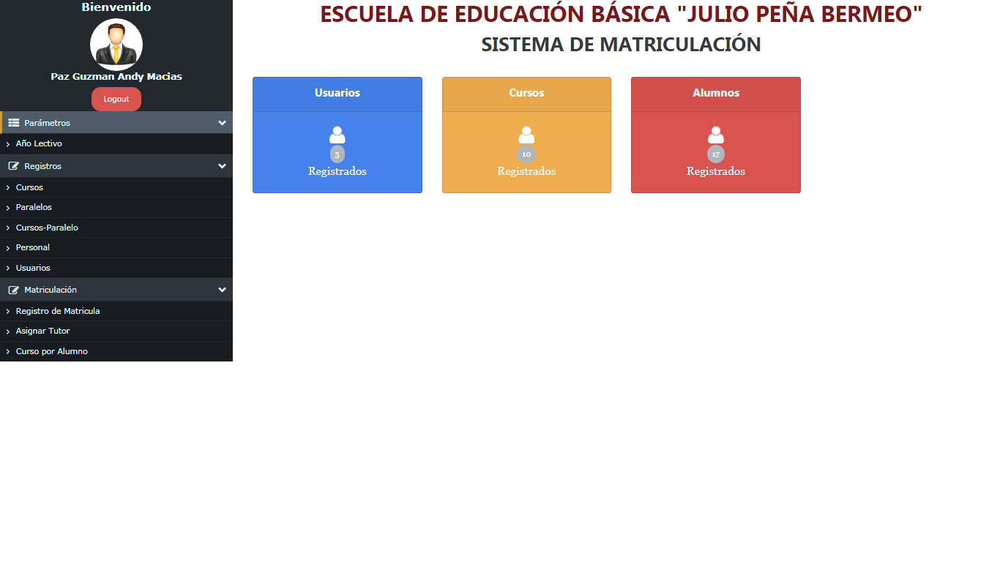 Bienvenido
Paz Guzman Andy Macias
Logout
Parámetros
Año Lectivo
Registros
Cursos
Paralelos
Cursos-Paralelo
Personal
Usuarios
Matriculación
Registro de Matricula
Asignar Tutor
Curso por Alumno
ESCUELA DE EDUCACIÓN BÁSICA "JULIO PEÑA BERMEO"
SISTEMA DE MATRICULACIÓN
Usuarios
3
Registrados
Cursos
10
Registrados
Alumnos
17
Registrados